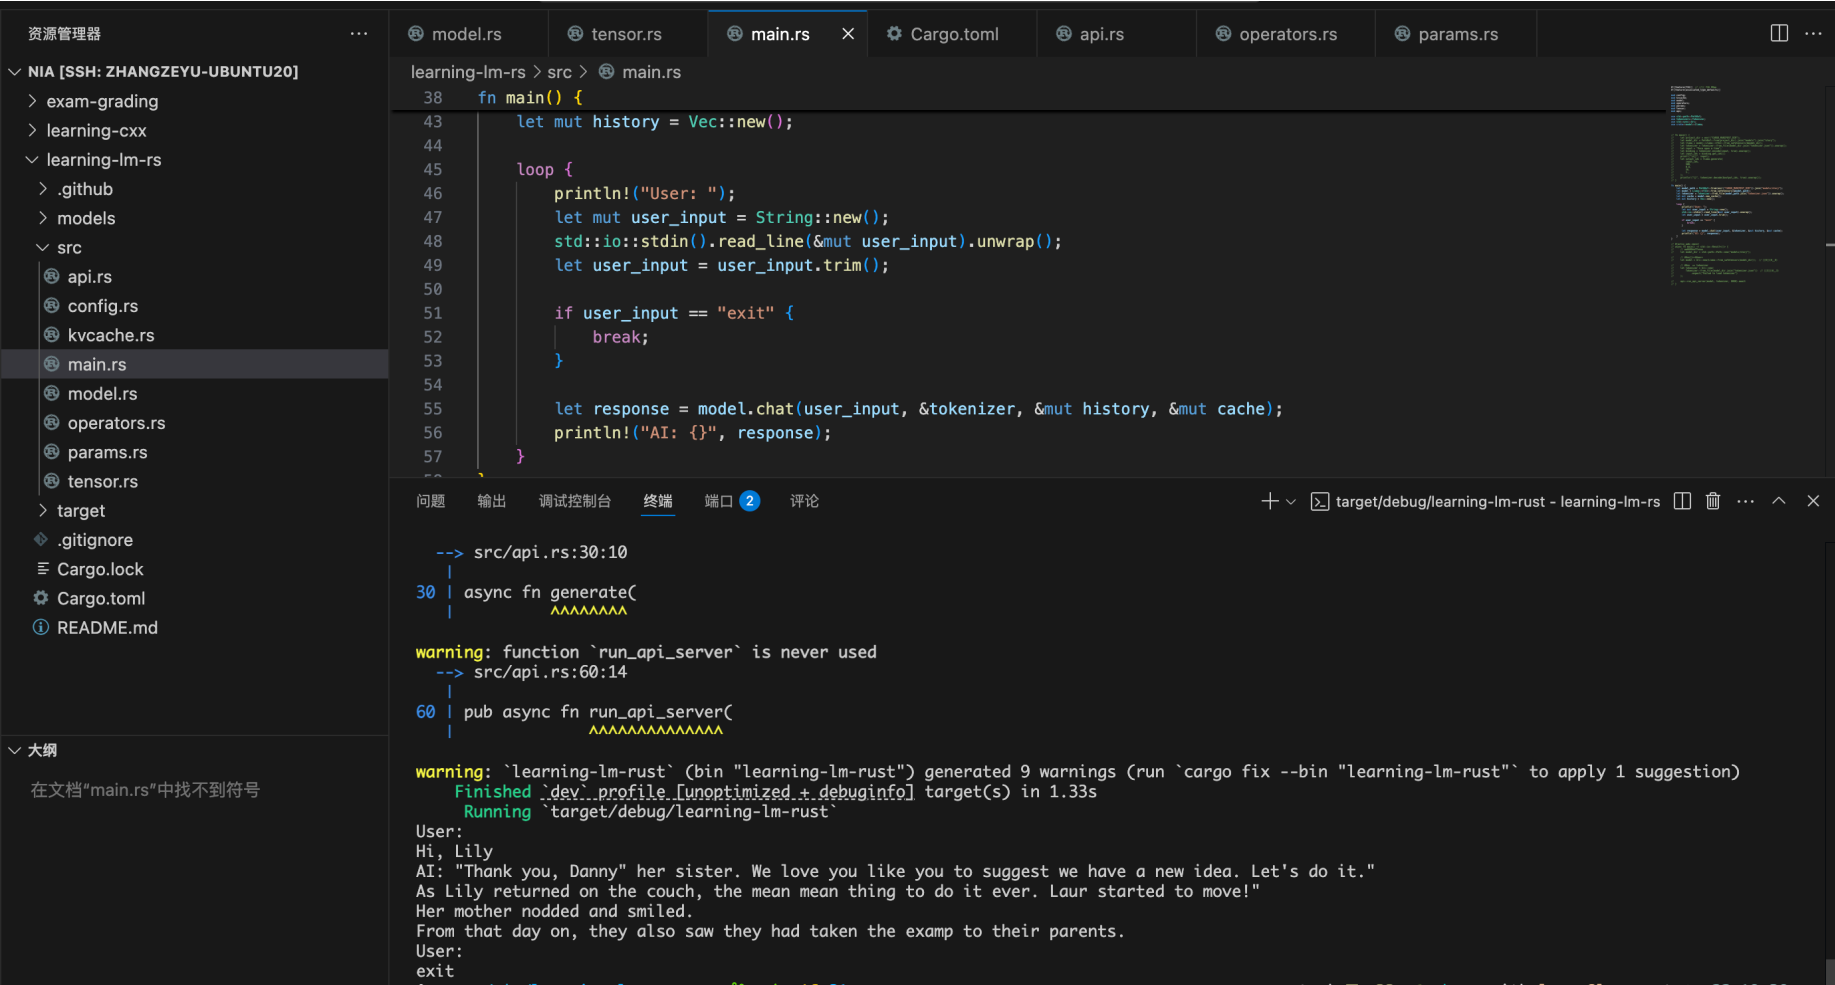 资源管理器
NIA [SSH: ZHANGZEYU-UBUNTU20]
exam-grading
learning-cxx
learning-lm-rs
.github
models
src
api.rs
config.rs
kvcache.rs
main.rs
model.rs
operators.rs
params.rs
tensor.rs
target
.gitignore
Cargo.lock
Cargo.toml
README.md
大纲
在文档“main.rs”中找不到符号
model.rs tensor.rs main.rs Cargo.toml api.rs operators.rs params.rs
learning-lm-rs > src > main.rs
38 fn main() {
43 let mut history = Vec::new();
44
45 loop {
46 println!("User: ");
47 let mut user_input = String::new();
48 std::io::stdin().read_line(&mut user_input).unwrap();
49 let user_input = user_input.trim();
50
51 if user_input == "exit" {
52 break;
53 }
54
55 let response = model.chat(user_input, &tokenizer, &mut history, &mut cache);
56 println!("AI: {}", response);
57 }
问题 输出 调试控制台 终端 端口 2 评论 target/debug/learning-lm-rust - learning-lm-rs
--> src/api.rs:30:10
|
30 | async fn generate(
| ^^^^^^^^
warning: function `run_api_server` is never used
--> src/api.rs:60:14
|
60 | pub async fn run_api_server(
| ^^^^^^^^^^^^^^
warning: `learning-lm-rust` (bin "learning-lm-rust") generated 9 warnings (run `cargo fix --bin "learning-lm-rust"` to apply 1 suggestion)
Finished `dev` profile [unoptimized + debuginfo] target(s) in 1.33s
Running `target/debug/learning-lm-rust`
User:
Hi, Lily
AI: "Thank you, Danny" her sister. We love you like you to suggest we have a new idea. Let's do it."
As Lily returned on the couch, the mean mean thing to do it ever. Laur started to move!"
Her mother nodded and smiled.
From that day on, they also saw they had taken the examp to their parents.
User:
exit